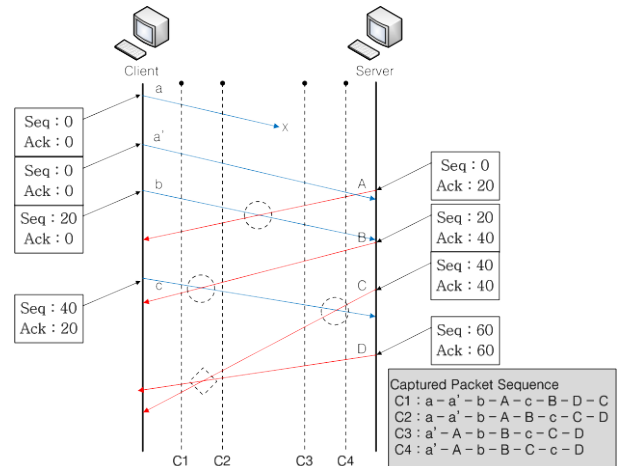 Client
Server
a
x
Seq : 0
Ack : 0
a'
Seq : 0
Ack : 0
A
Seq : 0
Ack : 20
b
Seq : 20
Ack : 0
B
Seq : 20
Ack : 40
C
Seq : 40
Ack : 40
c
Seq : 40
Ack : 20
D
Seq : 60
Ack : 60
Captured Packet Sequence
C1 : a - a' - b - A - c - B - D - C
C2 : a - a' - b - A - B - c - C - D
C3 : a' - A - b - B - c - C - D
C4 : a' - A - b - B - C - c - D
C1
C2
C3
C4